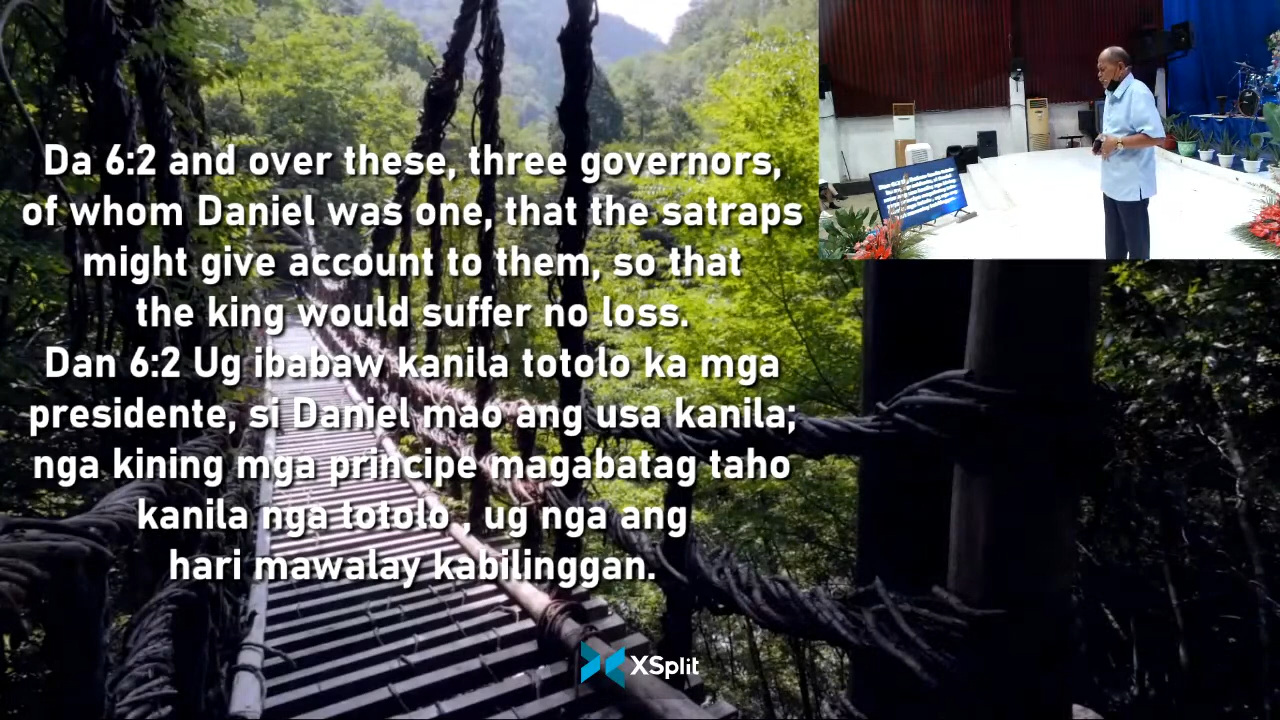 Da 6:2 and over these, three governors,
of whom Daniel was one, that the satraps
might give account to them, so that
the king would suffer no loss.
Dan 6:2 Ug ibabaw kanila totolo ka mga
presidente, si Daniel mao ang usa kanila;
nga kining mga principe magabatag taho
kanila nga totolo , ug nga ang
hari mawalay kabilinggan.
XSplit